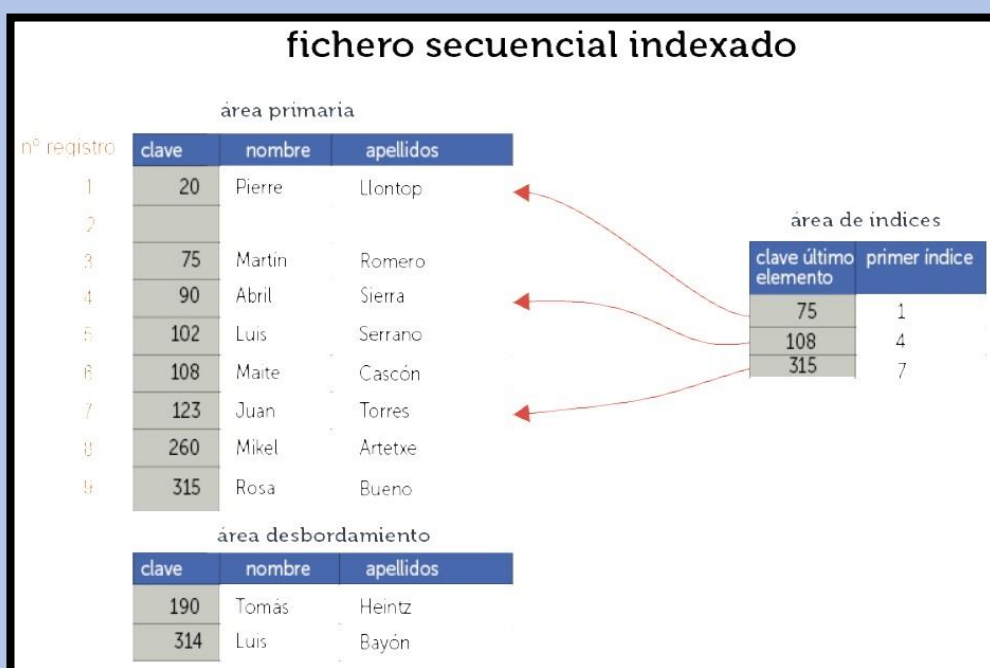 fichero secuencial indexado
área primaria
nº registro clave nombre apellidos
1 20 Pierre Llontop
2
3 75 Martín Romero
4 90 Abril Sierra
5 102 Luis Serrano
6 108 Maite Cascón
7 123 Juan Torres
8 260 Mikel Artetxe
9 315 Rosa Bueno
área de índices
clave último elemento primer índice
75 1
108 4
315 7
área desbordamiento
clave nombre apellidos
190 Tomás Heintz
314 Luis Bayón